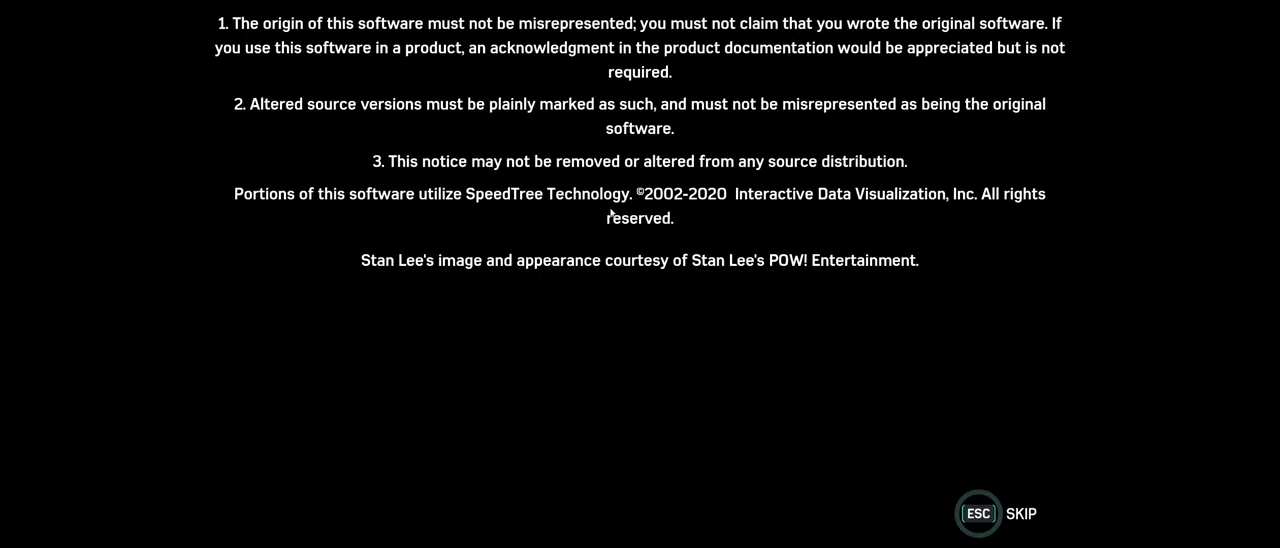 1. The origin of this software must not be misrepresented; you must not claim that you wrote the original software. If
you use this software in a product, an acknowledgment in the product documentation would be appreciated but is not
required.
2. Altered source versions must be plainly marked as such, and must not be misrepresented as being the original
software.
3. This notice may not be removed or altered from any source distribution.
Portions of this software utilize SpeedTree Technology. ©2002-2020 Interactive Data Visualization, Inc. All rights
reserved.
Stan Lee's image and appearance courtesy of Stan Lee's POW! Entertainment.
ESC SKIP